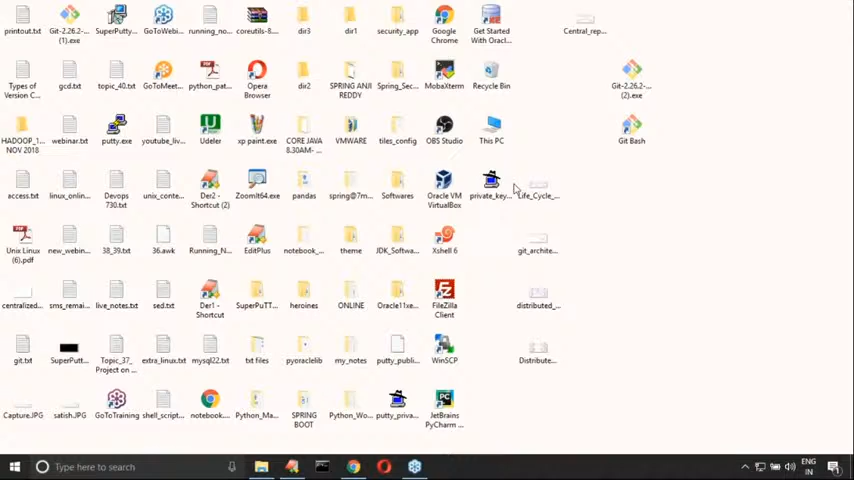 printout.txt
Git-2.26.2-... (1).exe
SuperPutty...
GoToWebi...
running_no...
coreutils-8....
dir3
dir1
security_app
Google Chrome
Get Started With Oracl...
Central_rep...
Types of Version C...
gcd.txt
topic_40.txt
GoToMeet...
python_pat...
Opera Browser
dir2
SPRING ANJI REDDY
Spring_Sec...
MobaXterm
Recycle Bin
Git-2.26.2-... (2).exe
HADOOP_1... NOV 2018
webinar.txt
putty.exe
youtube_liv...
Udeler
xp paint.exe
CORE JAVA 8.30AM-...
VMWARE
tiles_config
OBS Studio
This PC
Git Bash
access.txt
linux_onlin...
Devops 730.txt
unix_conte...
Der2 - Shortcut (2)
ZoomIt64.exe
pandas
spring@7m...
Softwares
Oracle VM VirtualBox
private_key...
Life_Cycle_...
Unix Linux (6).pdf
new_webin...
38_39.txt
36.awk
Running_N...
EditPlus
notebook_...
theme
JDK_Softwa...
Xshell 6
git_archite...
centralized...
sms_remai...
live_notes.txt
sed.txt
Der1 - Shortcut
SuperPuTT...
heroines
ONLINE
Oracle11xe...
FileZilla Client
distributed_...
git.txt
SuperPutt...
Topic_37_ Project on ...
extra_linux.txt
mysql22.txt
txt files
pyoraclelib
my_notes
putty_publi...
WinSCP
Distribute...
Capture.JPG
satish.JPG
GoToTraining
shell_script...
notebook....
Python_Ma...
SPRING BOOT
Python_Wo...
putty_priva...
JetBrains PyCharm ...
Type here to search
ENG
IN